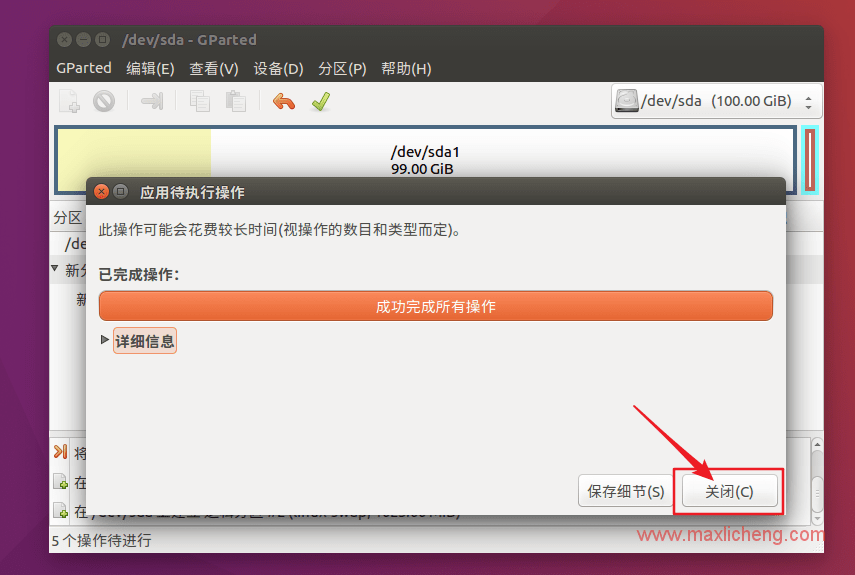 /dev/sda - GParted
GParted 编辑(E) 查看(V) 设备(D) 分区(P) 帮助(H)
/dev/sda (100.00 GiB)
/dev/sda1
99.00 GiB
应用待执行操作
分区
此操作可能会花费较长时间(视操作的数目和类型而定)。
/de
已完成操作:
新分
新
成功完成所有操作
详细信息
将
在
保存细节(S) 关闭(C)
在 /dev/sda
5 个操作待进行
www.maxlicheng.com